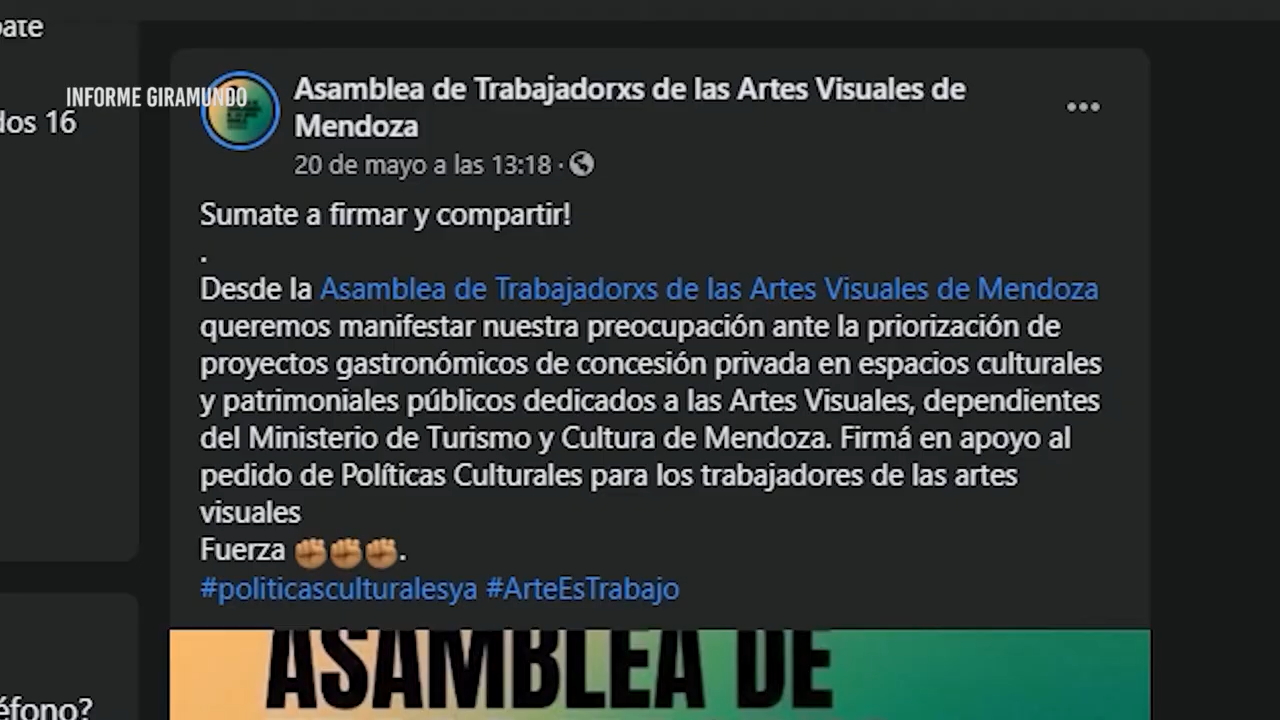 INFORME GIRAMUNDO
dos 16
Asamblea de Trabajadorxs de las Artes Visuales de
Mendoza
20 de mayo a las 13:18 ·
Sumate a firmar y compartir!
.
Desde la Asamblea de Trabajadorxs de las Artes Visuales de Mendoza
queremos manifestar nuestra preocupación ante la priorización de
proyectos gastronómicos de concesión privada en espacios culturales
y patrimoniales públicos dedicados a las Artes Visuales, dependientes
del Ministerio de Turismo y Cultura de Mendoza. Firmá en apoyo al
pedido de Políticas Culturales para los trabajadores de las artes
visuales
Fuerza ✊🏽✊🏽✊🏽.
#politicasculturalesya #ArteEsTrabajo
ASAMBLEA DE
éfono?